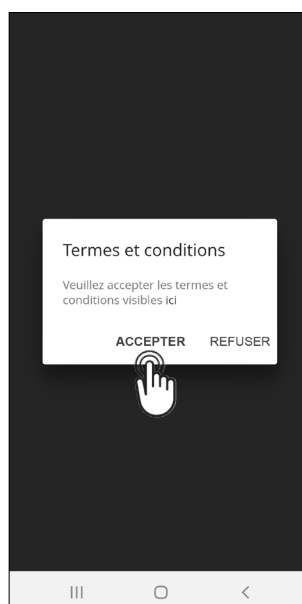 Termes et conditions
Veuillez accepter les termes et
conditions visibles ici
ACCEPTER REFUSER